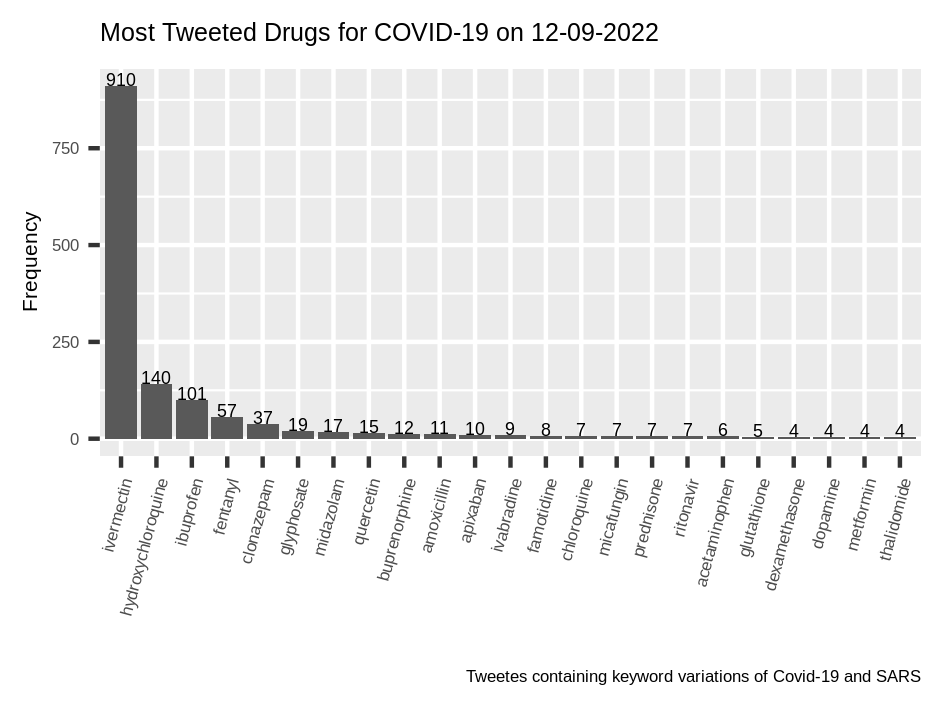 Most Tweeted Drugs for COVID-19 on 12-09-2022
Frequency
750
500
250
0
910
140
101
57
37
19
17
15
12
11
10
9
8
7
7
7
7
6
5
4
4
4
4
ivermectin
hydroxychloroquine
ibuprofen
fentanyl
clonazepam
glyphosate
midazolam
quercetin
buprenorphine
amoxicillin
apixaban
ivabradine
famotidine
chloroquine
micafungin
prednisone
ritonavir
acetaminophen
glutathione
dexamethasone
dopamine
metformin
thalidomide
Tweetes containing keyword variations of Covid-19 and SARS